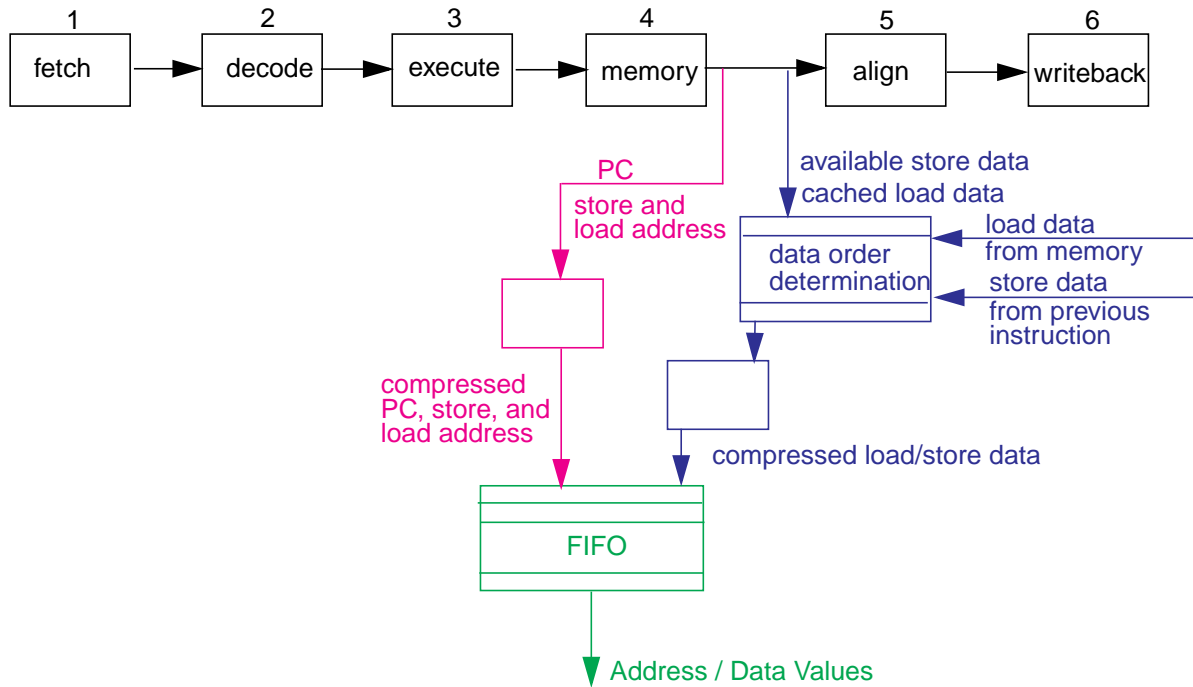 1 2 3 4 5 6
fetch decode execute memory align writeback
PC
store and
load address
available store data
cached load data
data order
determination
load data
from memory
store data
from previous
instruction
compressed
PC, store, and
load address
compressed load/store data
FIFO
Address / Data Values